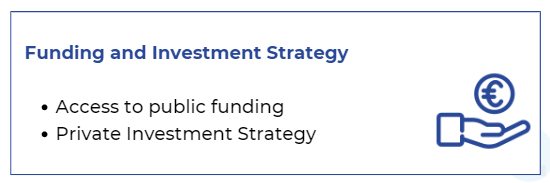 Funding and Investment Strategy
• Access to public funding
• Private Investment Strategy
€